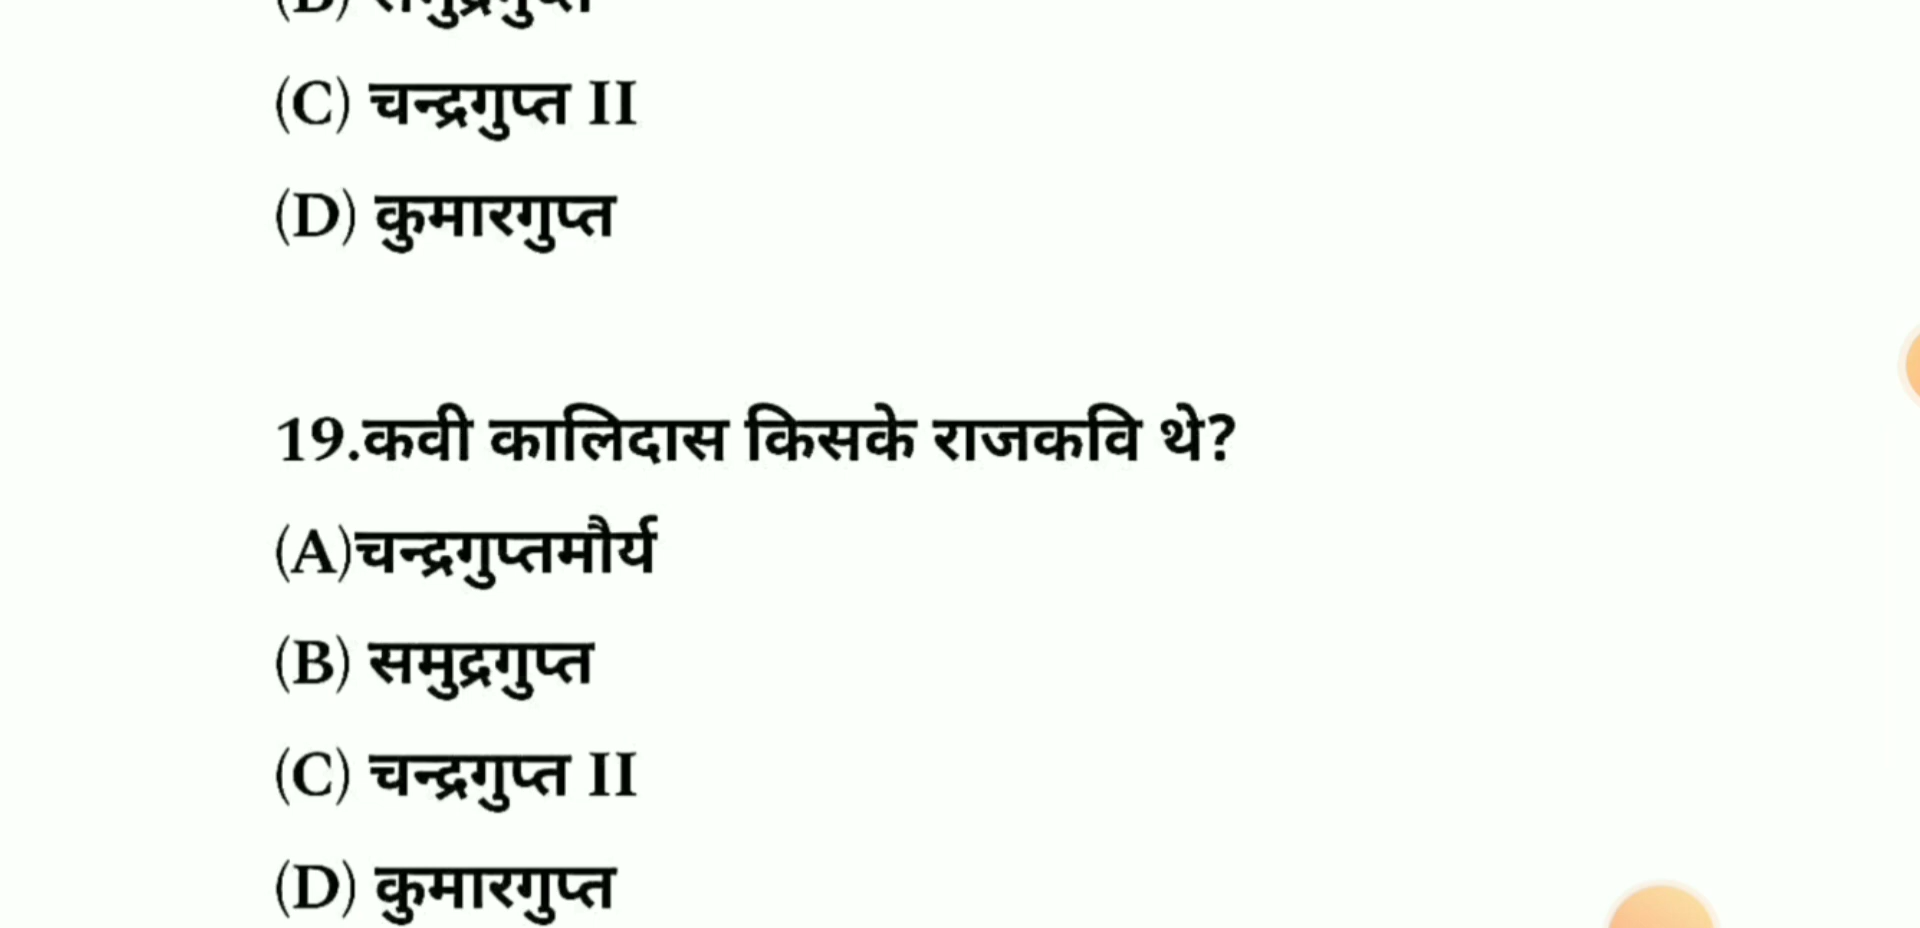 (C) चन्द्रगुप्त II
(D) कुमारगुप्त
19.कवी कालिदास किसके राजकवि थे?
(A)चन्द्रगुप्तमौर्य
(B) समुद्रगुप्त
(C) चन्द्रगुप्त II
(D) कुमारगुप्त